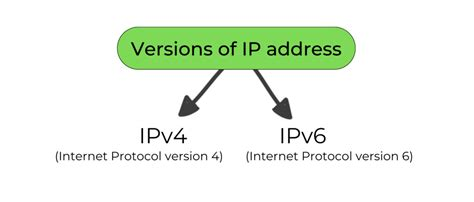 Versions of IP address
IPv4
(Internet Protocol version 4)
IPv6
(Internet Protocol version 6)